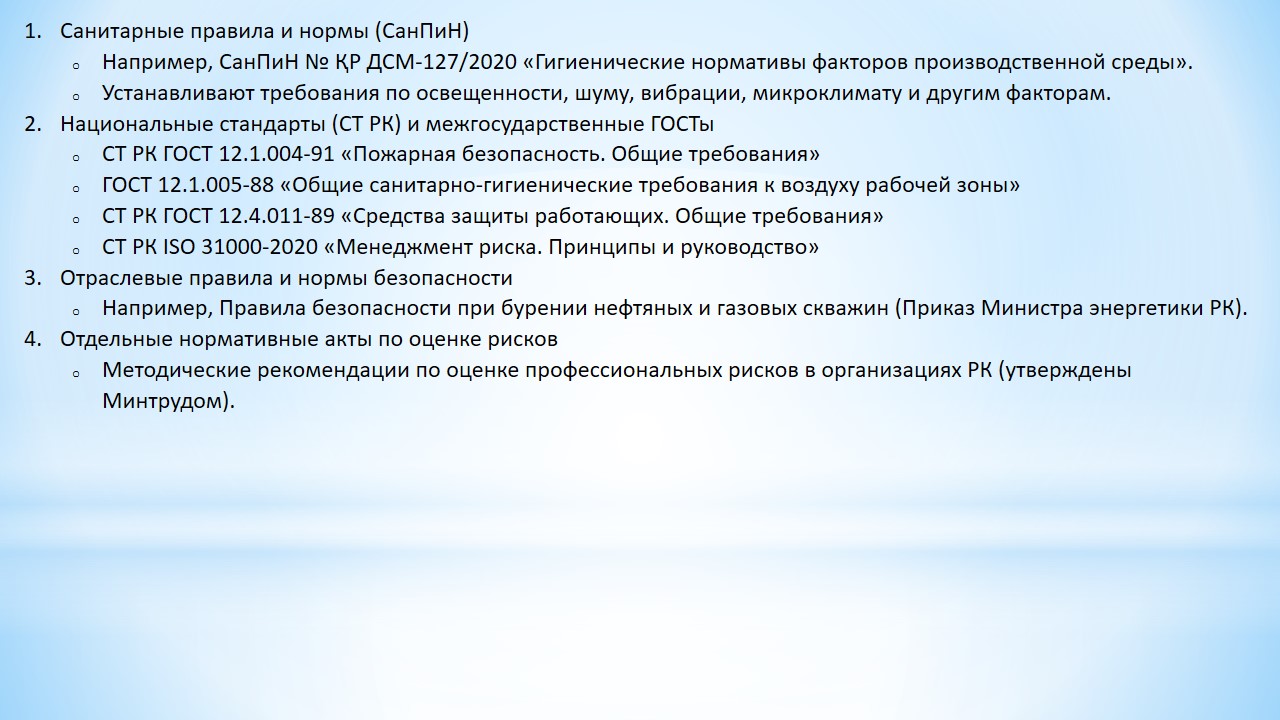 1. Санитарные правила и нормы (СанПиН)
o Например, СанПиН № ҚР ДСМ-127/2020 «Гигиенические нормативы факторов производственной среды».
o Устанавливают требования по освещенности, шуму, вибрации, микроклимату и другим факторам.
2. Национальные стандарты (СТ РК) и межгосударственные ГОСТы
o СТ РК ГОСТ 12.1.004-91 «Пожарная безопасность. Общие требования»
o ГОСТ 12.1.005-88 «Общие санитарно-гигиенические требования к воздуху рабочей зоны»
o СТ РК ГОСТ 12.4.011-89 «Средства защиты работающих. Общие требования»
o СТ РК ISO 31000-2020 «Менеджмент риска. Принципы и руководство»
3. Отраслевые правила и нормы безопасности
o Например, Правила безопасности при бурении нефтяных и газовых скважин (Приказ Министра энергетики РК).
4. Отдельные нормативные акты по оценке рисков
o Методические рекомендации по оценке профессиональных рисков в организациях РК (утверждены
Минтрудом).